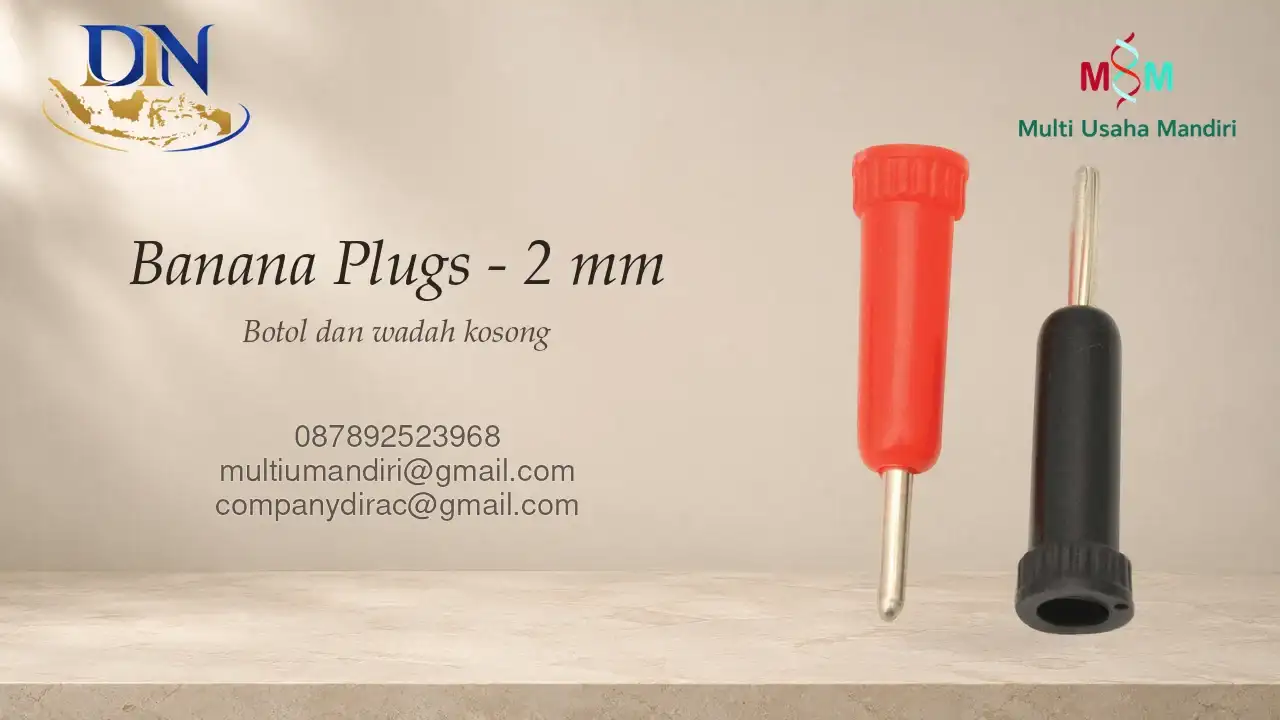 DN
M M
Multi Usaha Mandiri
Banana Plugs - 2 mm
Botol dan wadah kosong
087892523968
multiumandiri@gmail.com
companydirac@gmail.com